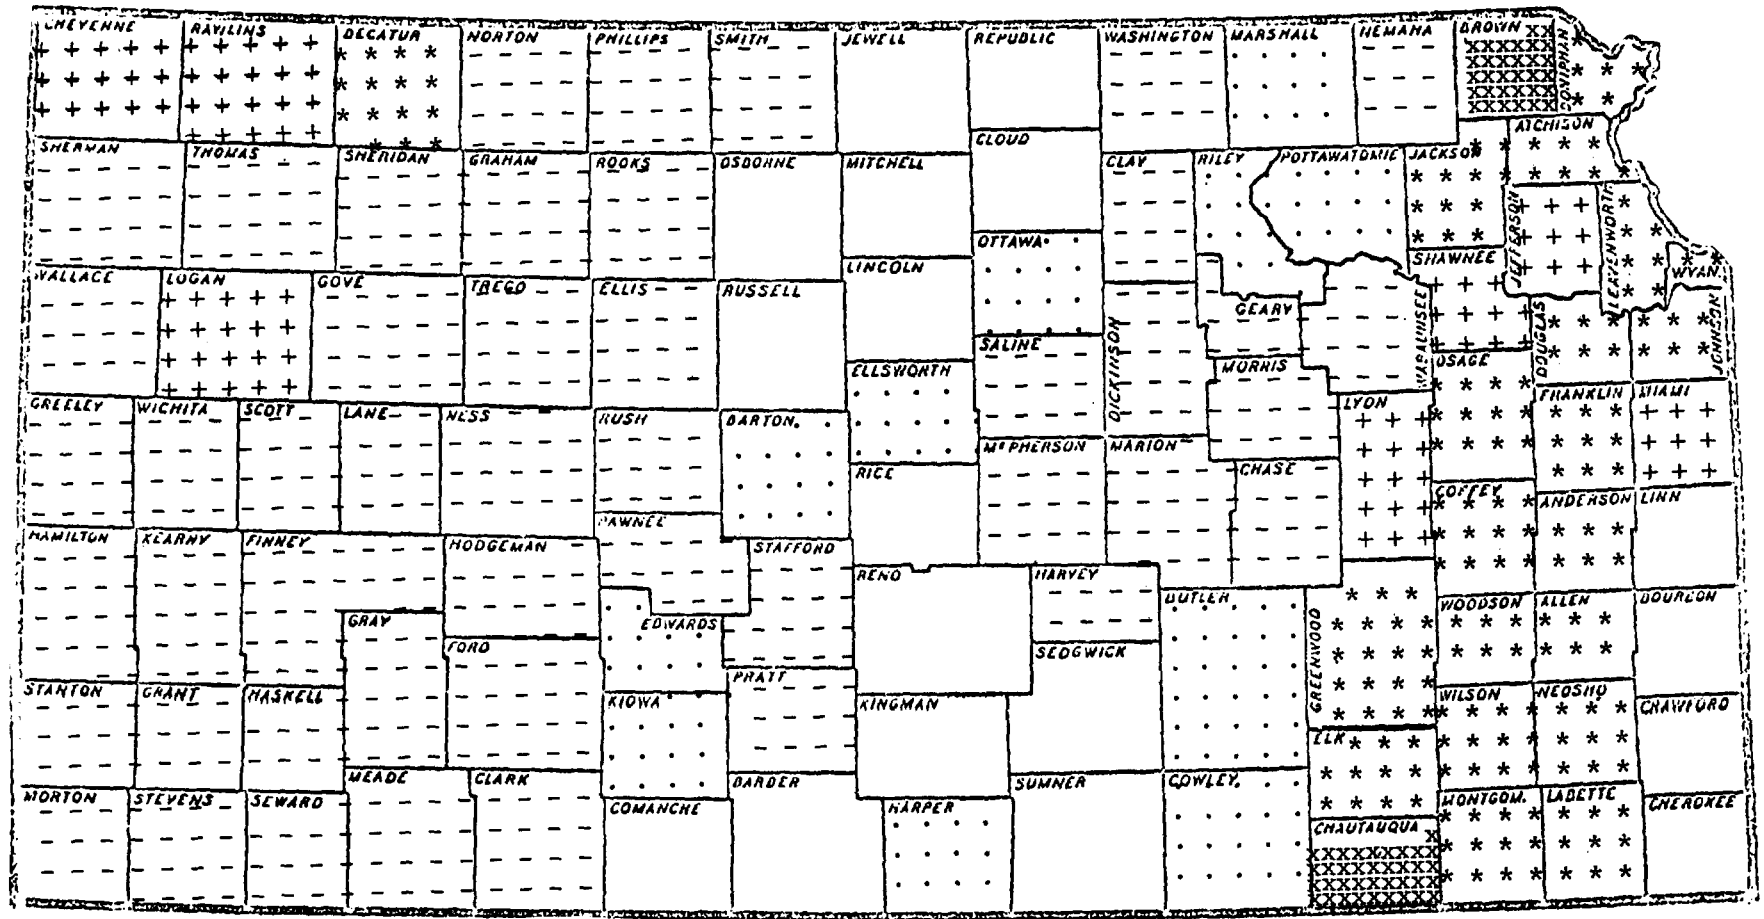 CHEYENNE
RAWLINS
DECATUR
NORTON
PHILLIPS
SMITH
JEWELL
REPUBLIC
WASHINGTON
MARSHALL
NEMAHA
BROWN
DONIPHAN
SHERMAN
THOMAS
SHERIDAN
GRAHAM
ROOKS
OSBORNE
MITCHELL
CLOUD
CLAY
RILEY
POTTAWATOMIE
JACKSON
ATCHISON
JEFFERSON
LEAVENWORTH
WYAN.
WALLACE
LOGAN
GOVE
TREGO
ELLIS
RUSSELL
LINCOLN
OTTAWA
SALINE
DICKINSON
GEARY
WABAUNSEE
SHAWNEE
DOUGLAS
JOHNSON
GREELEY
WICHITA
SCOTT
LANE
NESS
RUSH
BARTON
ELLSWORTH
RICE
McPHERSON
MARION
MORRIS
CHASE
LYON
OSAGE
FRANKLIN
MIAMI
HAMILTON
KEARNY
FINNEY
HODGEMAN
PAWNEE
STAFFORD
RENO
HARVEY
BUTLER
GREENWOOD
COFFEY
ANDERSON
LINN
GRAY
FORD
EDWARDS
PRATT
SEDGWICK
WOODSON
ALLEN
BOURBON
STANTON
GRANT
HASKELL
KIOWA
KINGMAN
ELK
WILSON
NEOSHO
CRAWFORD
MORTON
STEVENS
SEWARD
MEADE
CLARK
COMANCHE
BARBER
HARPER
SUMNER
COWLEY
CHAUTAUQUA
MONTGOM.
LABETTE
CHEROKEE